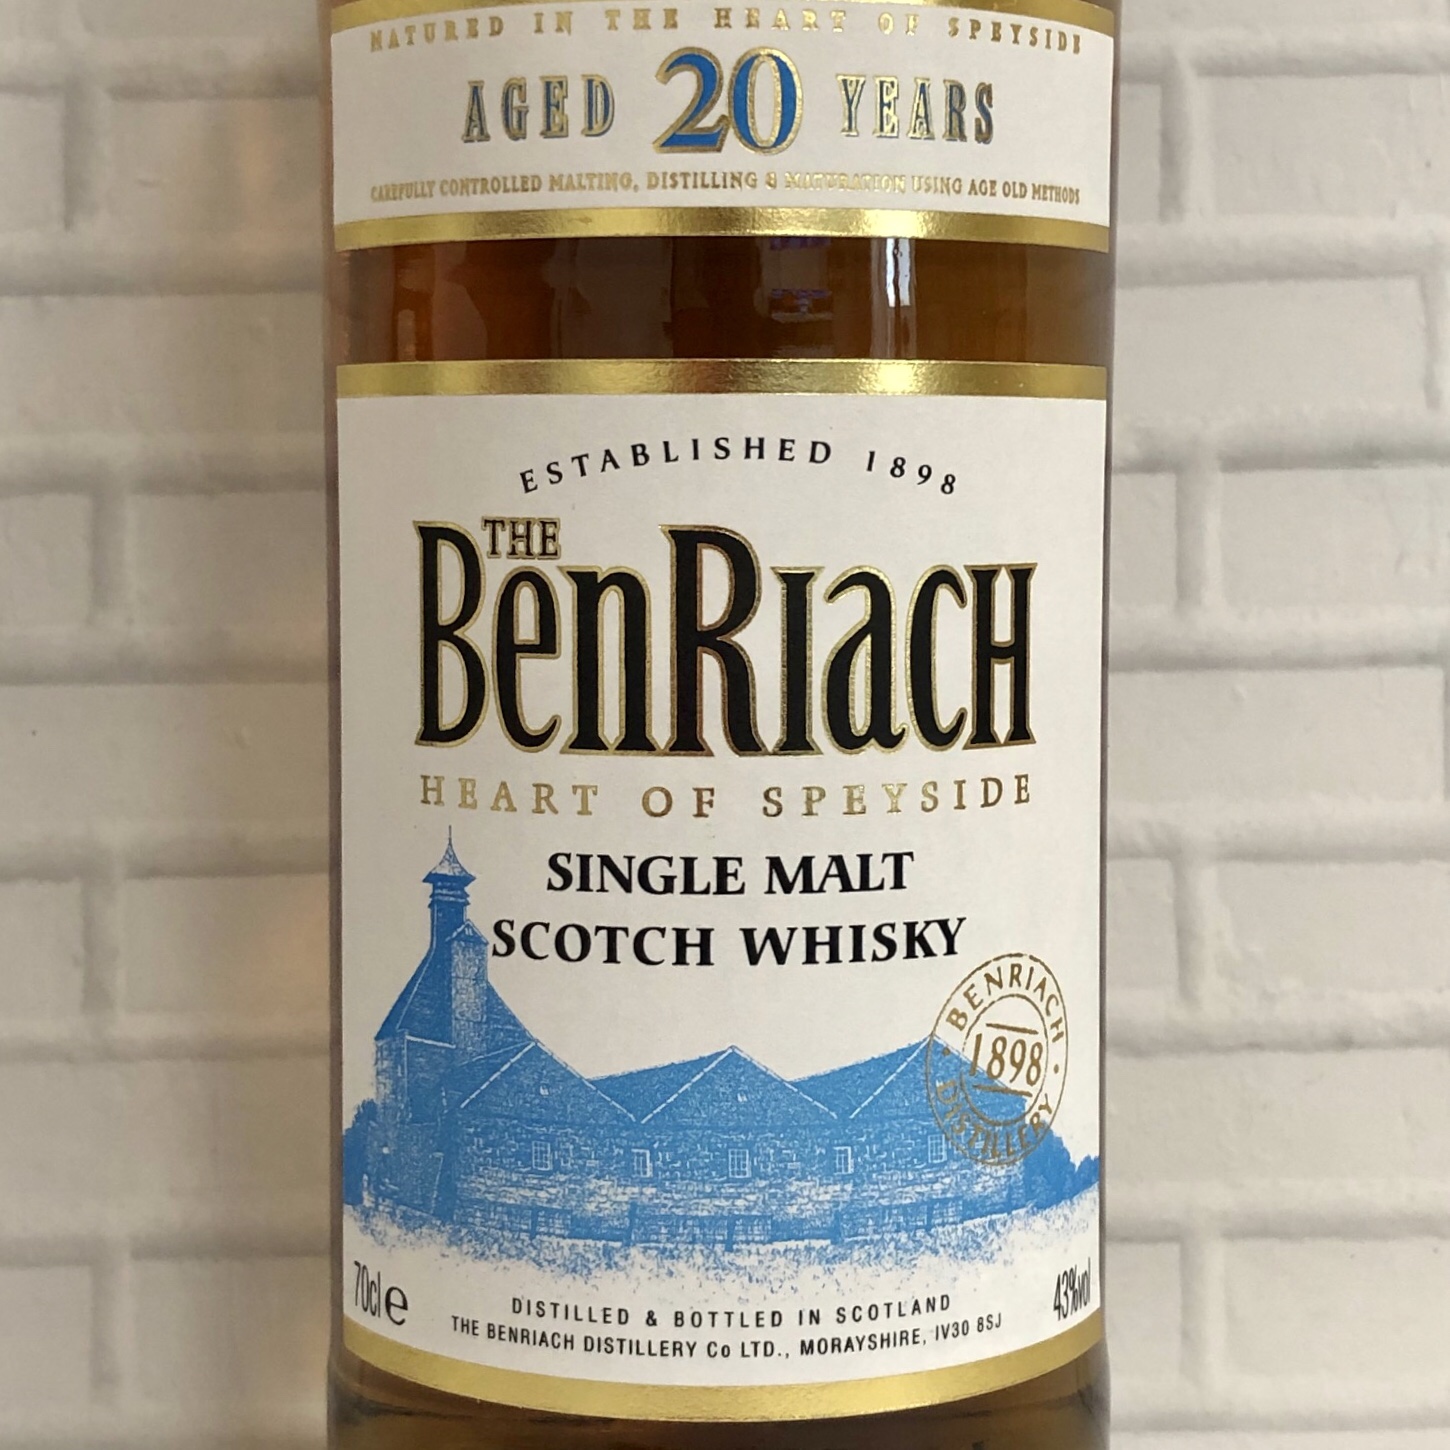 MATURED IN THE HEART OF SPEYSIDE
AGED 20 YEARS
CAREFULLY CONTROLLED MALTING, DISTILLING & MATURATION USING AGE OLD METHODS
ESTABLISHED 1898
THE
BENRIACH
HEART OF SPEYSIDE
SINGLE MALT
SCOTCH WHISKY
BENRIACH
1898
DISTILLERY
70cl e
43%vol
DISTILLED & BOTTLED IN SCOTLAND
THE BENRIACH DISTILLERY Co LTD., MORAYSHIRE, IV30 8SJ